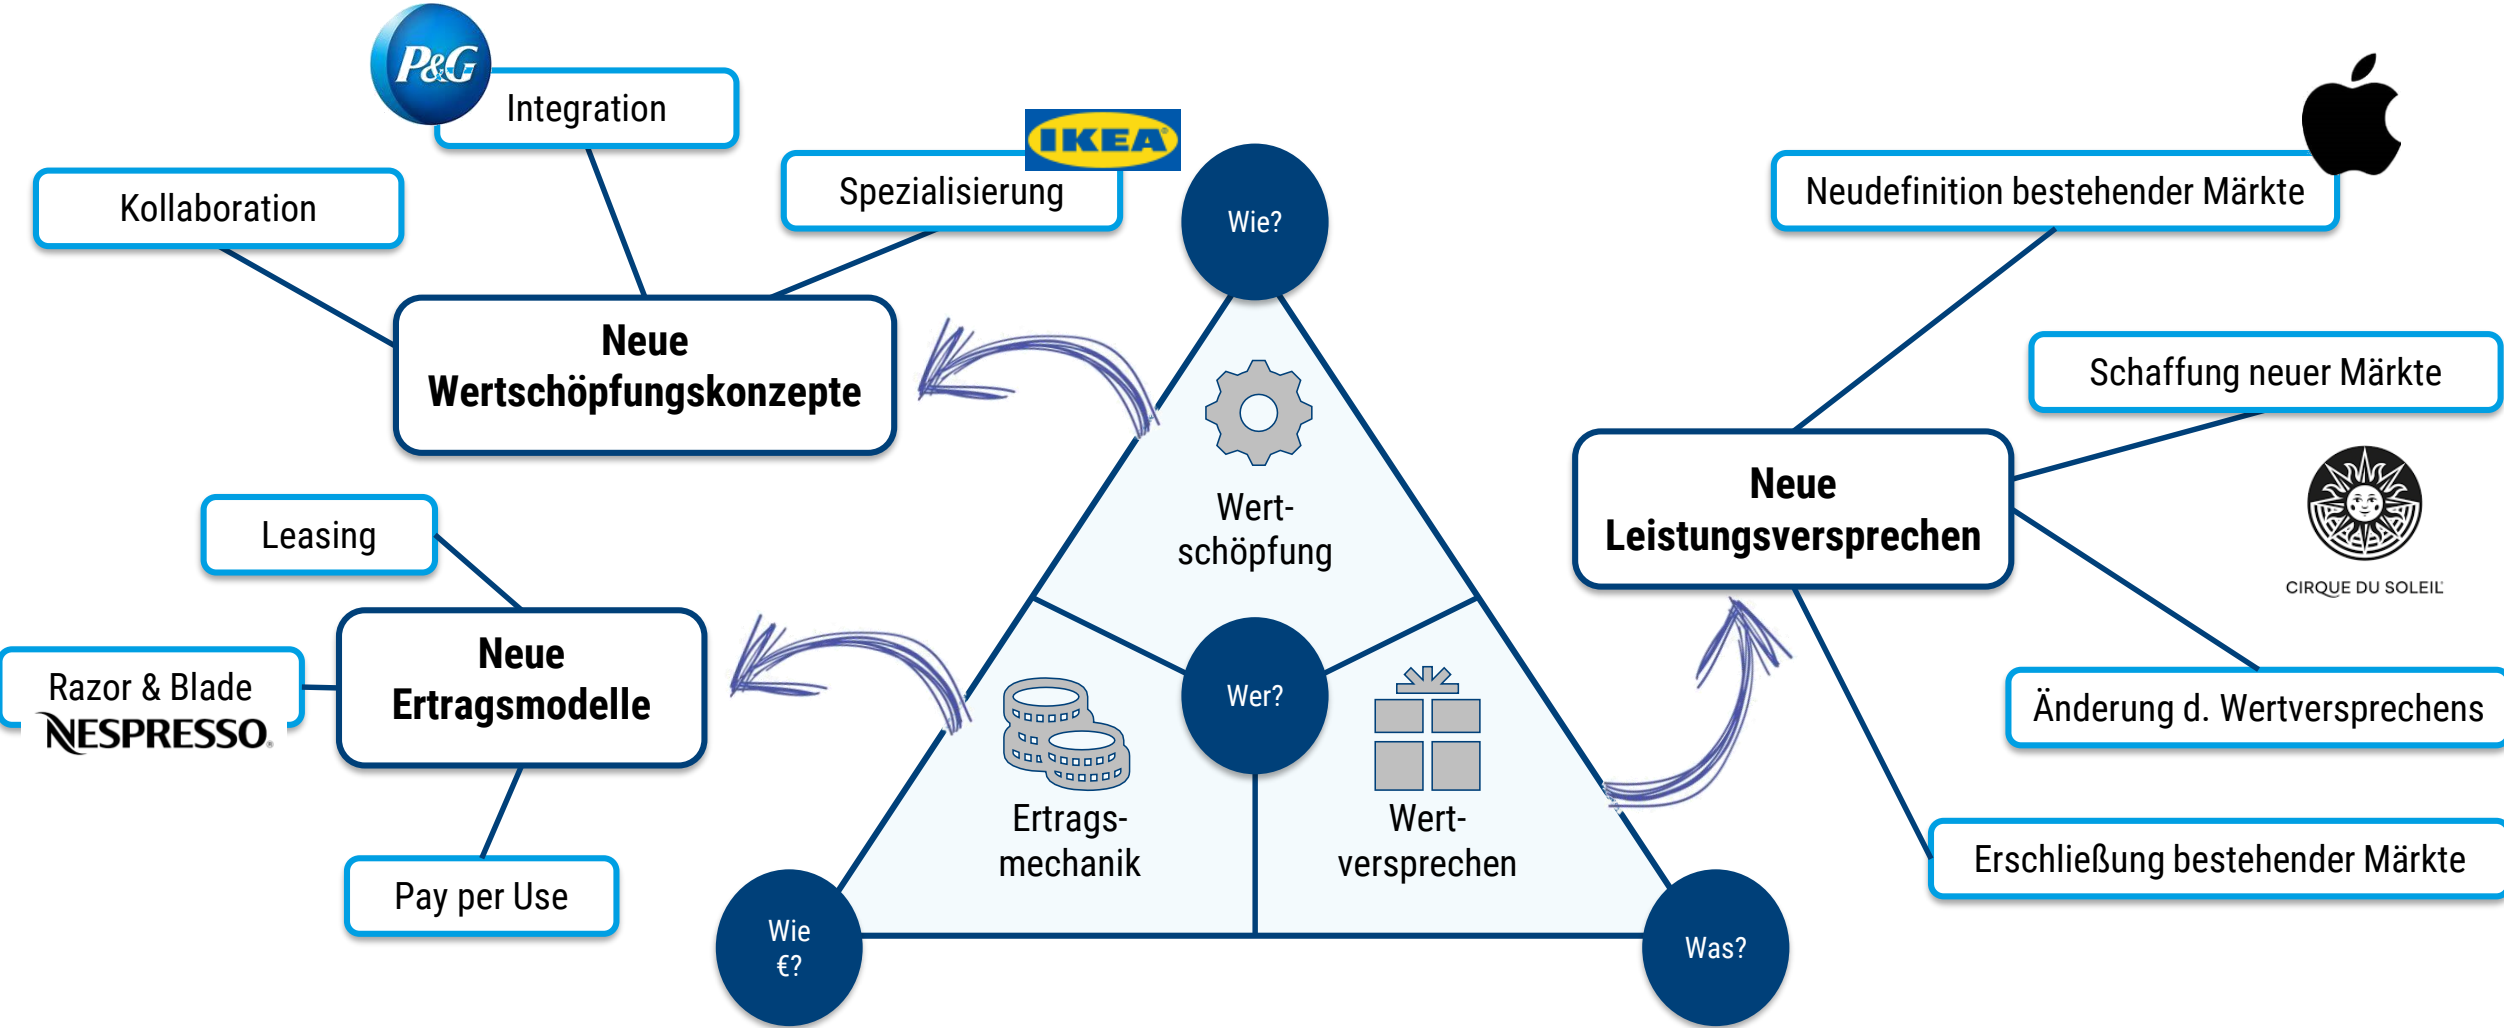 P&G
Integration
IKEA
Spezialisierung
Kollaboration
Neue
Wertschöpfungskonzepte
Wie?
Neudefinition bestehender Märkte
Schaffung neuer Märkte
Neue
Leistungsversprechen
CIRQUE DU SOLEIL
Änderung d. Wertversprechens
Erschließung bestehender Märkte
Wert-
schöpfung
Leasing
Neue
Ertragsmodelle
Razor & Blade
NESPRESSO
Pay per Use
Wer?
Ertrags-
mechanik
Wert-
versprechen
Wie
€?
Was?